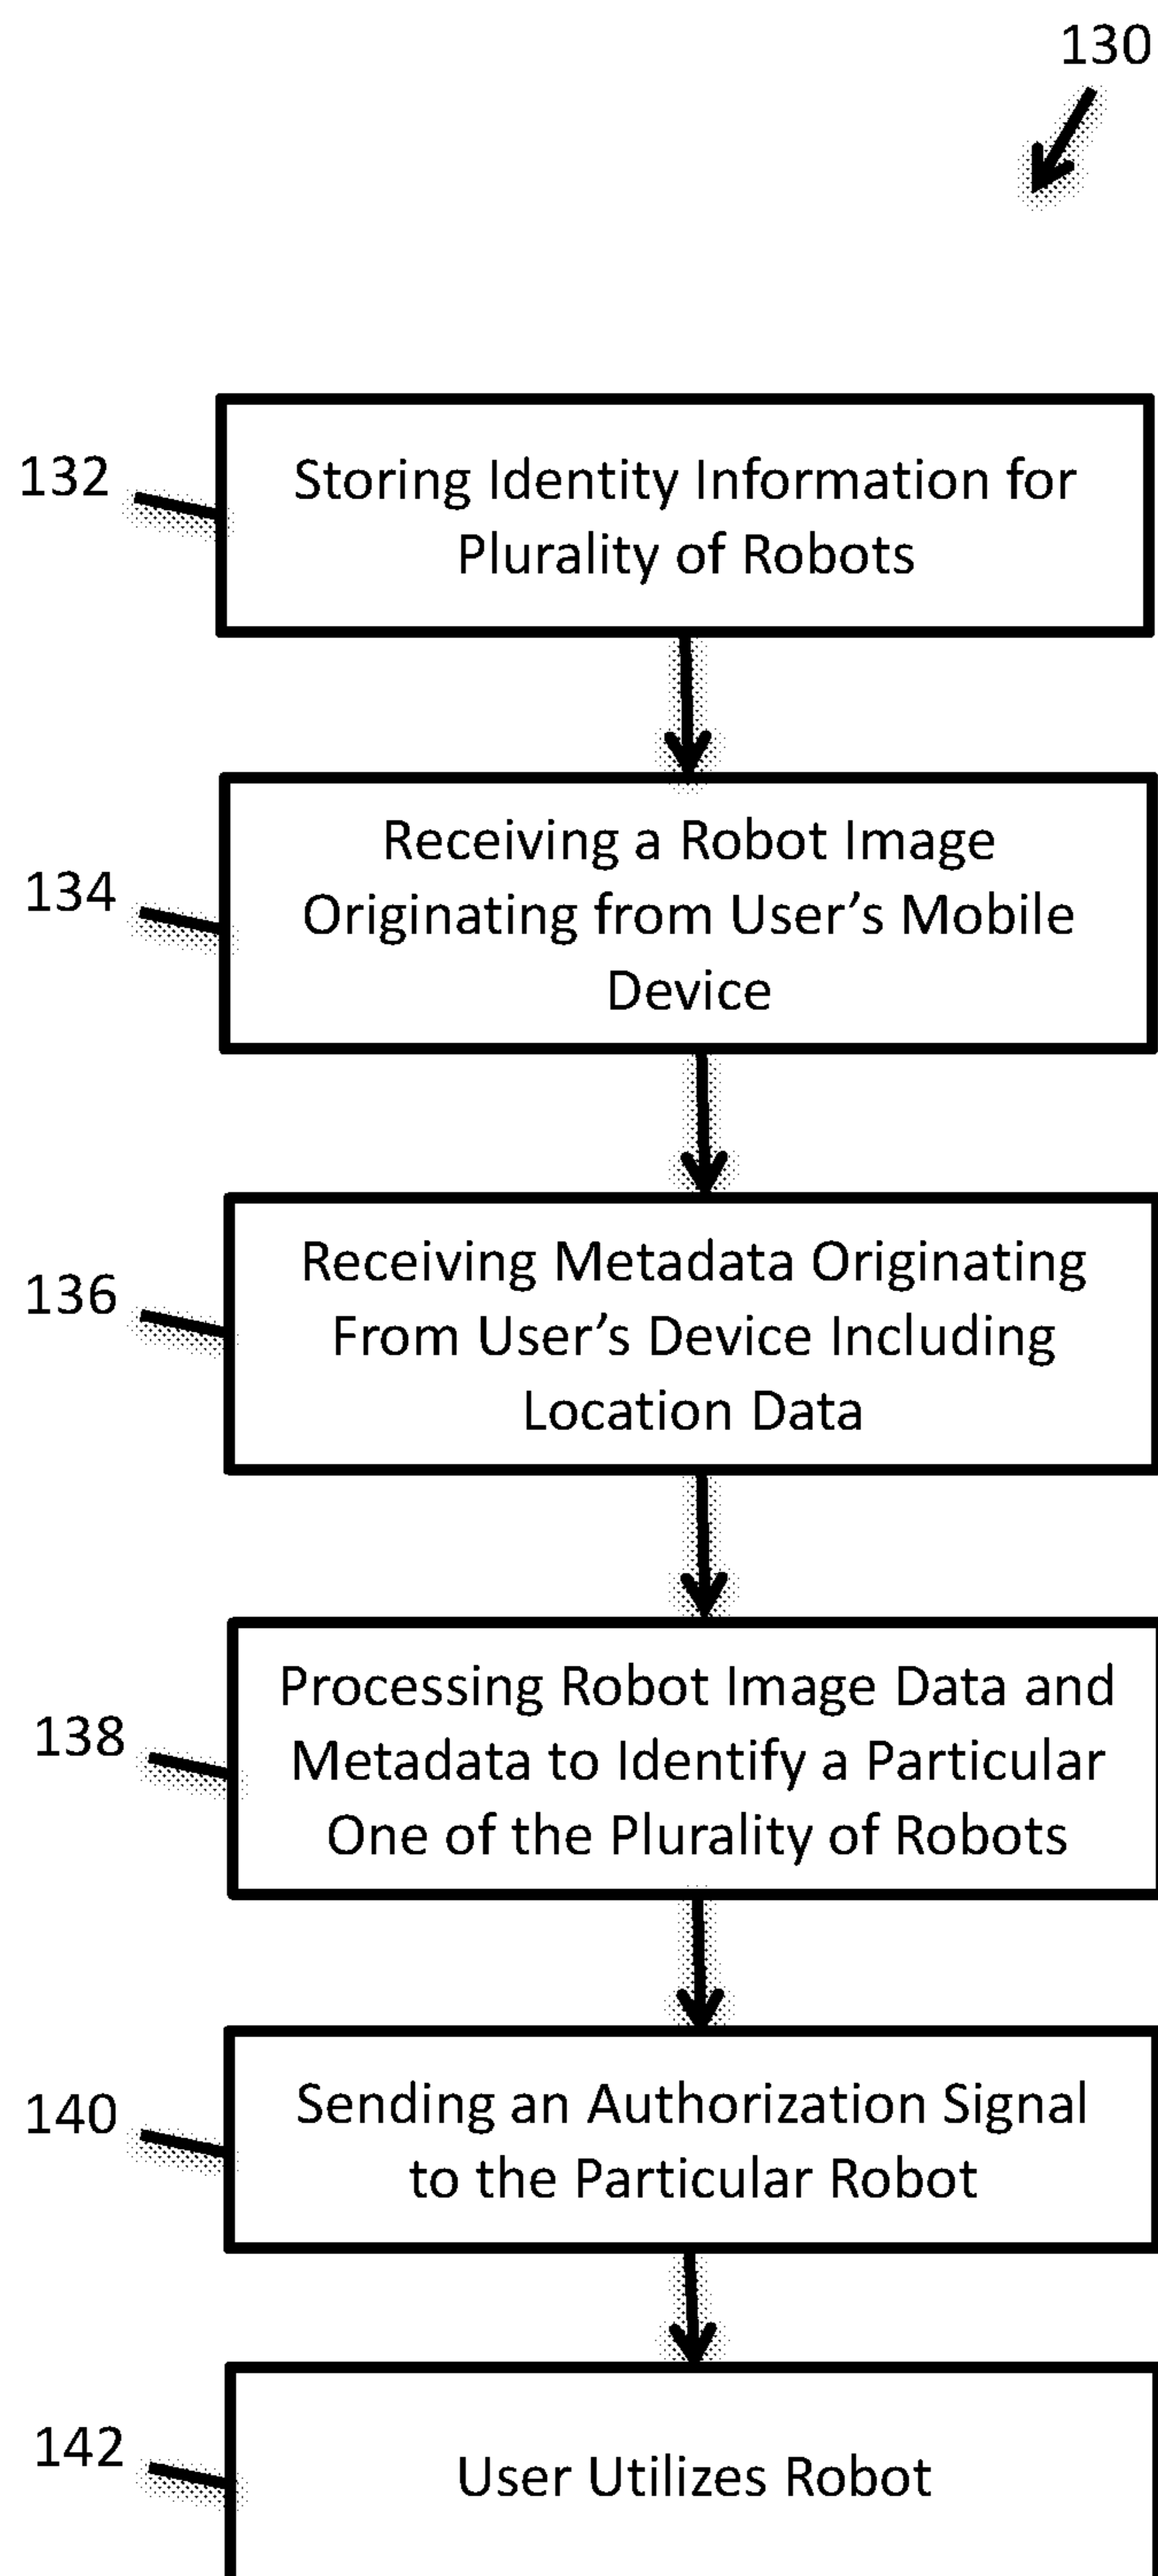 130
132
Storing Identity Information for
Plurality of Robots
134
Receiving a Robot Image
Originating from User’s Mobile
Device
136
Receiving Metadata Originating
From User’s Device Including
Location Data
138
Processing Robot Image Data and
Metadata to Identify a Particular
One of the Plurality of Robots
140
Sending an Authorization Signal
to the Particular Robot
142
User Utilizes Robot